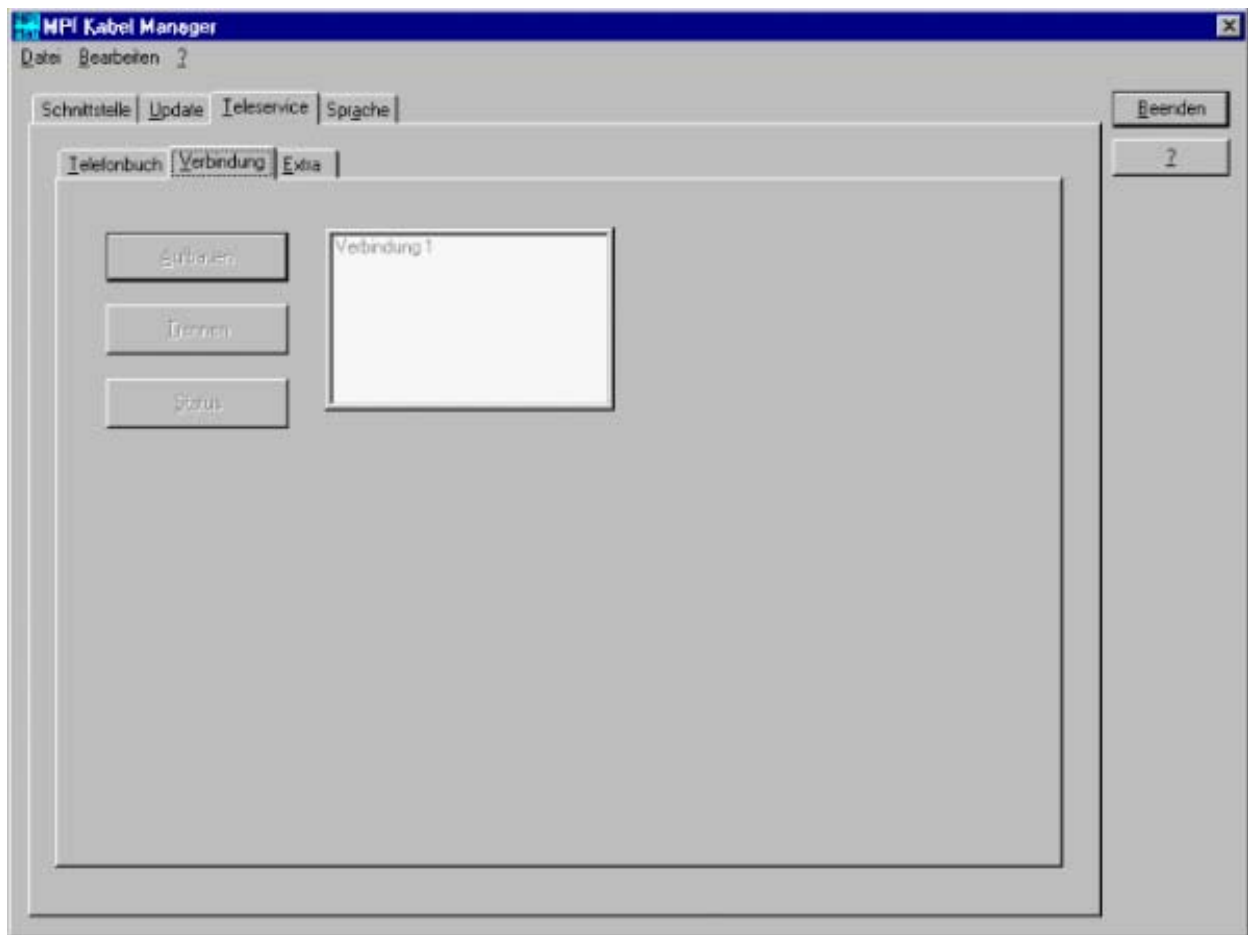 MPI Kabel Manager
Datei Bearbeiten ?
Schnittstelle Update Teleservice Sprache
Beenden
?
Telefonbuch Verbindung Extra
Aufbauen
Verbindung 1
Trennen
Status